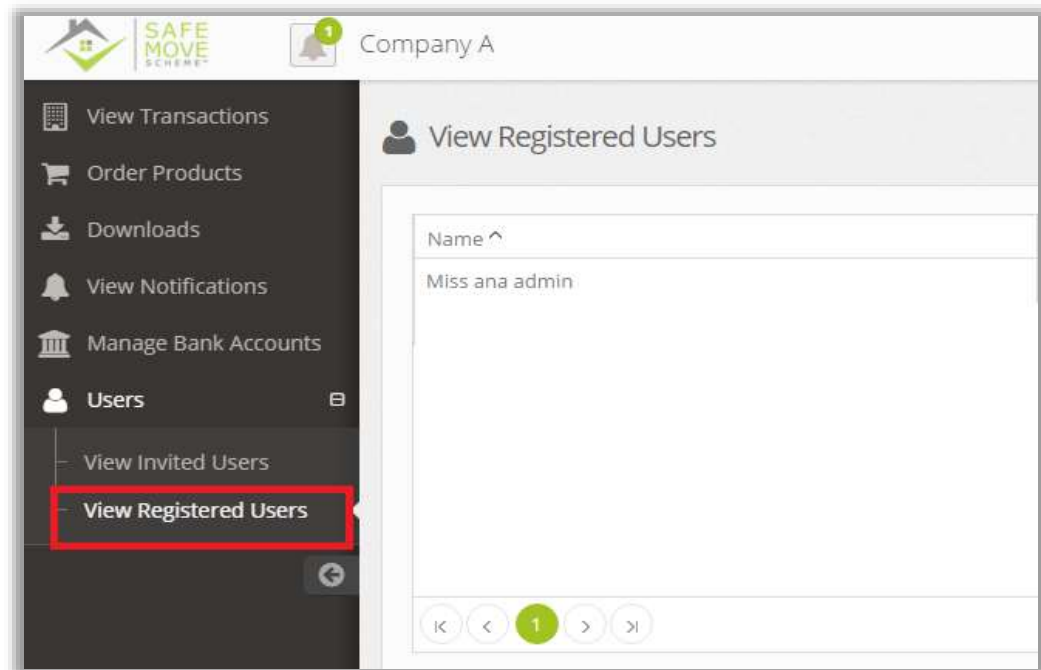 SAFE
MOVE
SCHEME
1
Company A
View Transactions
Order Products
Downloads
View Notifications
Manage Bank Accounts
Users
View Invited Users
View Registered Users
View Registered Users
Name
Miss ana admin
1